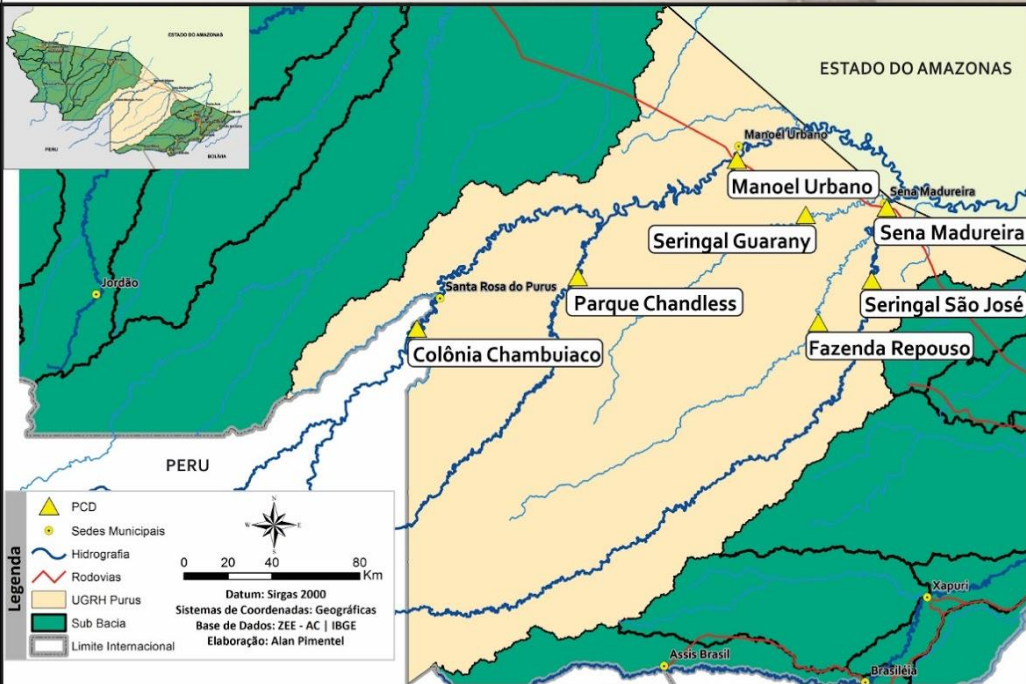 ESTADO DO AMAZONAS
PERU
BOLÍVIA
ESTADO DO AMAZONAS
Manoel Urbano
Manoel Urbano
Sena Madureira
Sena Madureira
Seringal Guarany
Jordão
Santa Rosa do Purus
Parque Chandless
Seringal São José
Colônia Chambuiaco
Fazenda Repouso
PERU
Legenda
PCD
Sedes Municipais
Hidrografia
Rodovias
UGRH Purus
Sub Bacia
Limite Internacional
N
W
E
S
0 20 40 80
Km
Datum: Sirgas 2000
Sistemas de Coordenadas: Geográficas
Base de Dados: ZEE - AC | IBGE
Elaboração: Alan Pimentel
Xapuri
Assis Brasil
Brasiléia